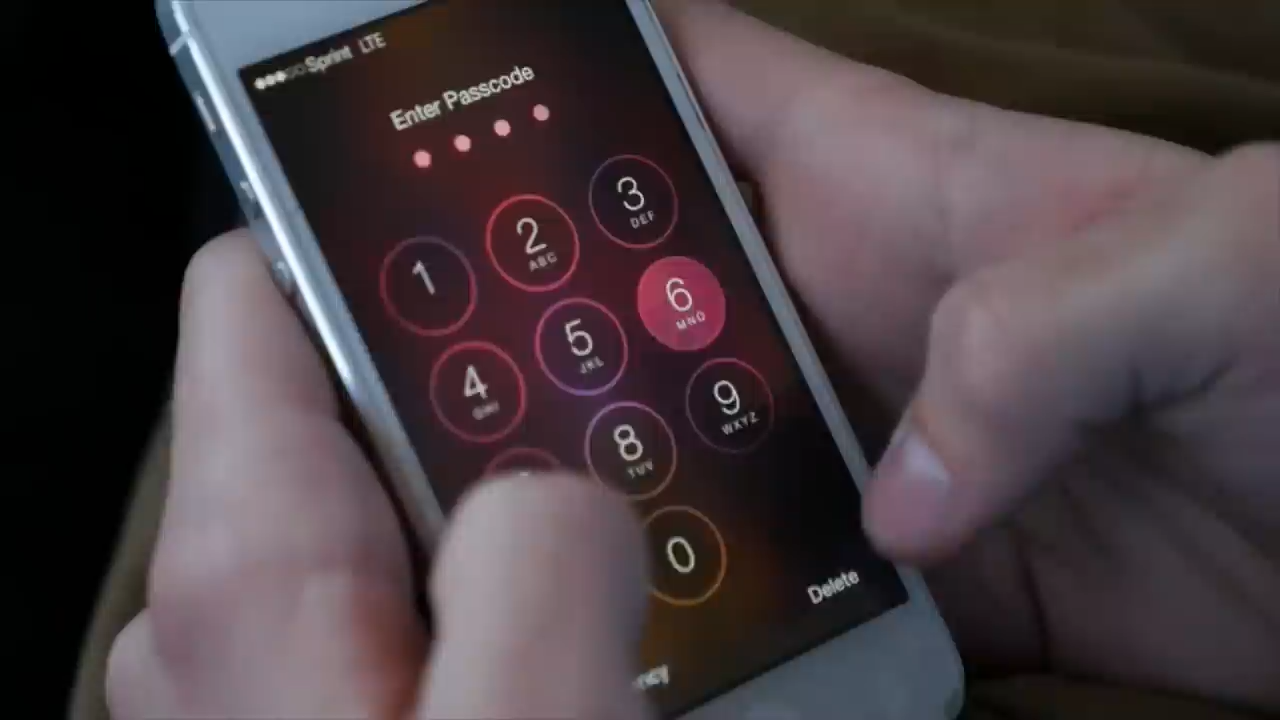 Sprint LTE
Enter Passcode
1
2
ABC
3
DEF
4
GHI
5
JKL
6
MNO
8
TUV
9
WXYZ
0
Delete